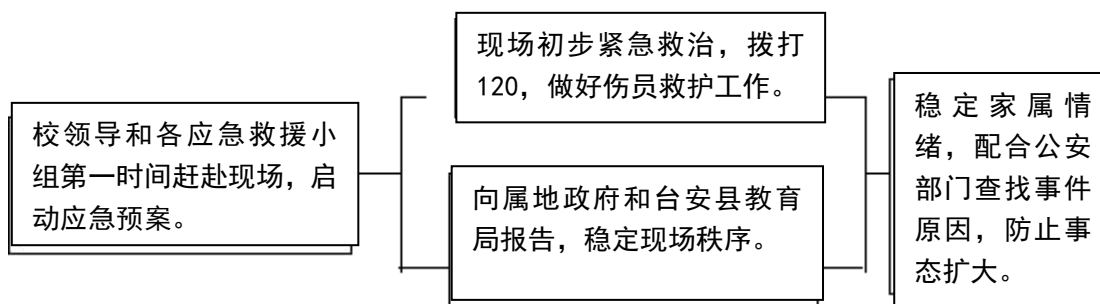 校领导和各应急救援小
组第一时间赶赴现场，启
动应急预案。
现场初步紧急救治，拨打
120，做好伤员救护工作。
向属地政府和台安县教育
局报告，稳定现场秩序。
稳定家属情
绪，配合公安
部门查找事件
原因，防止事
态扩大。